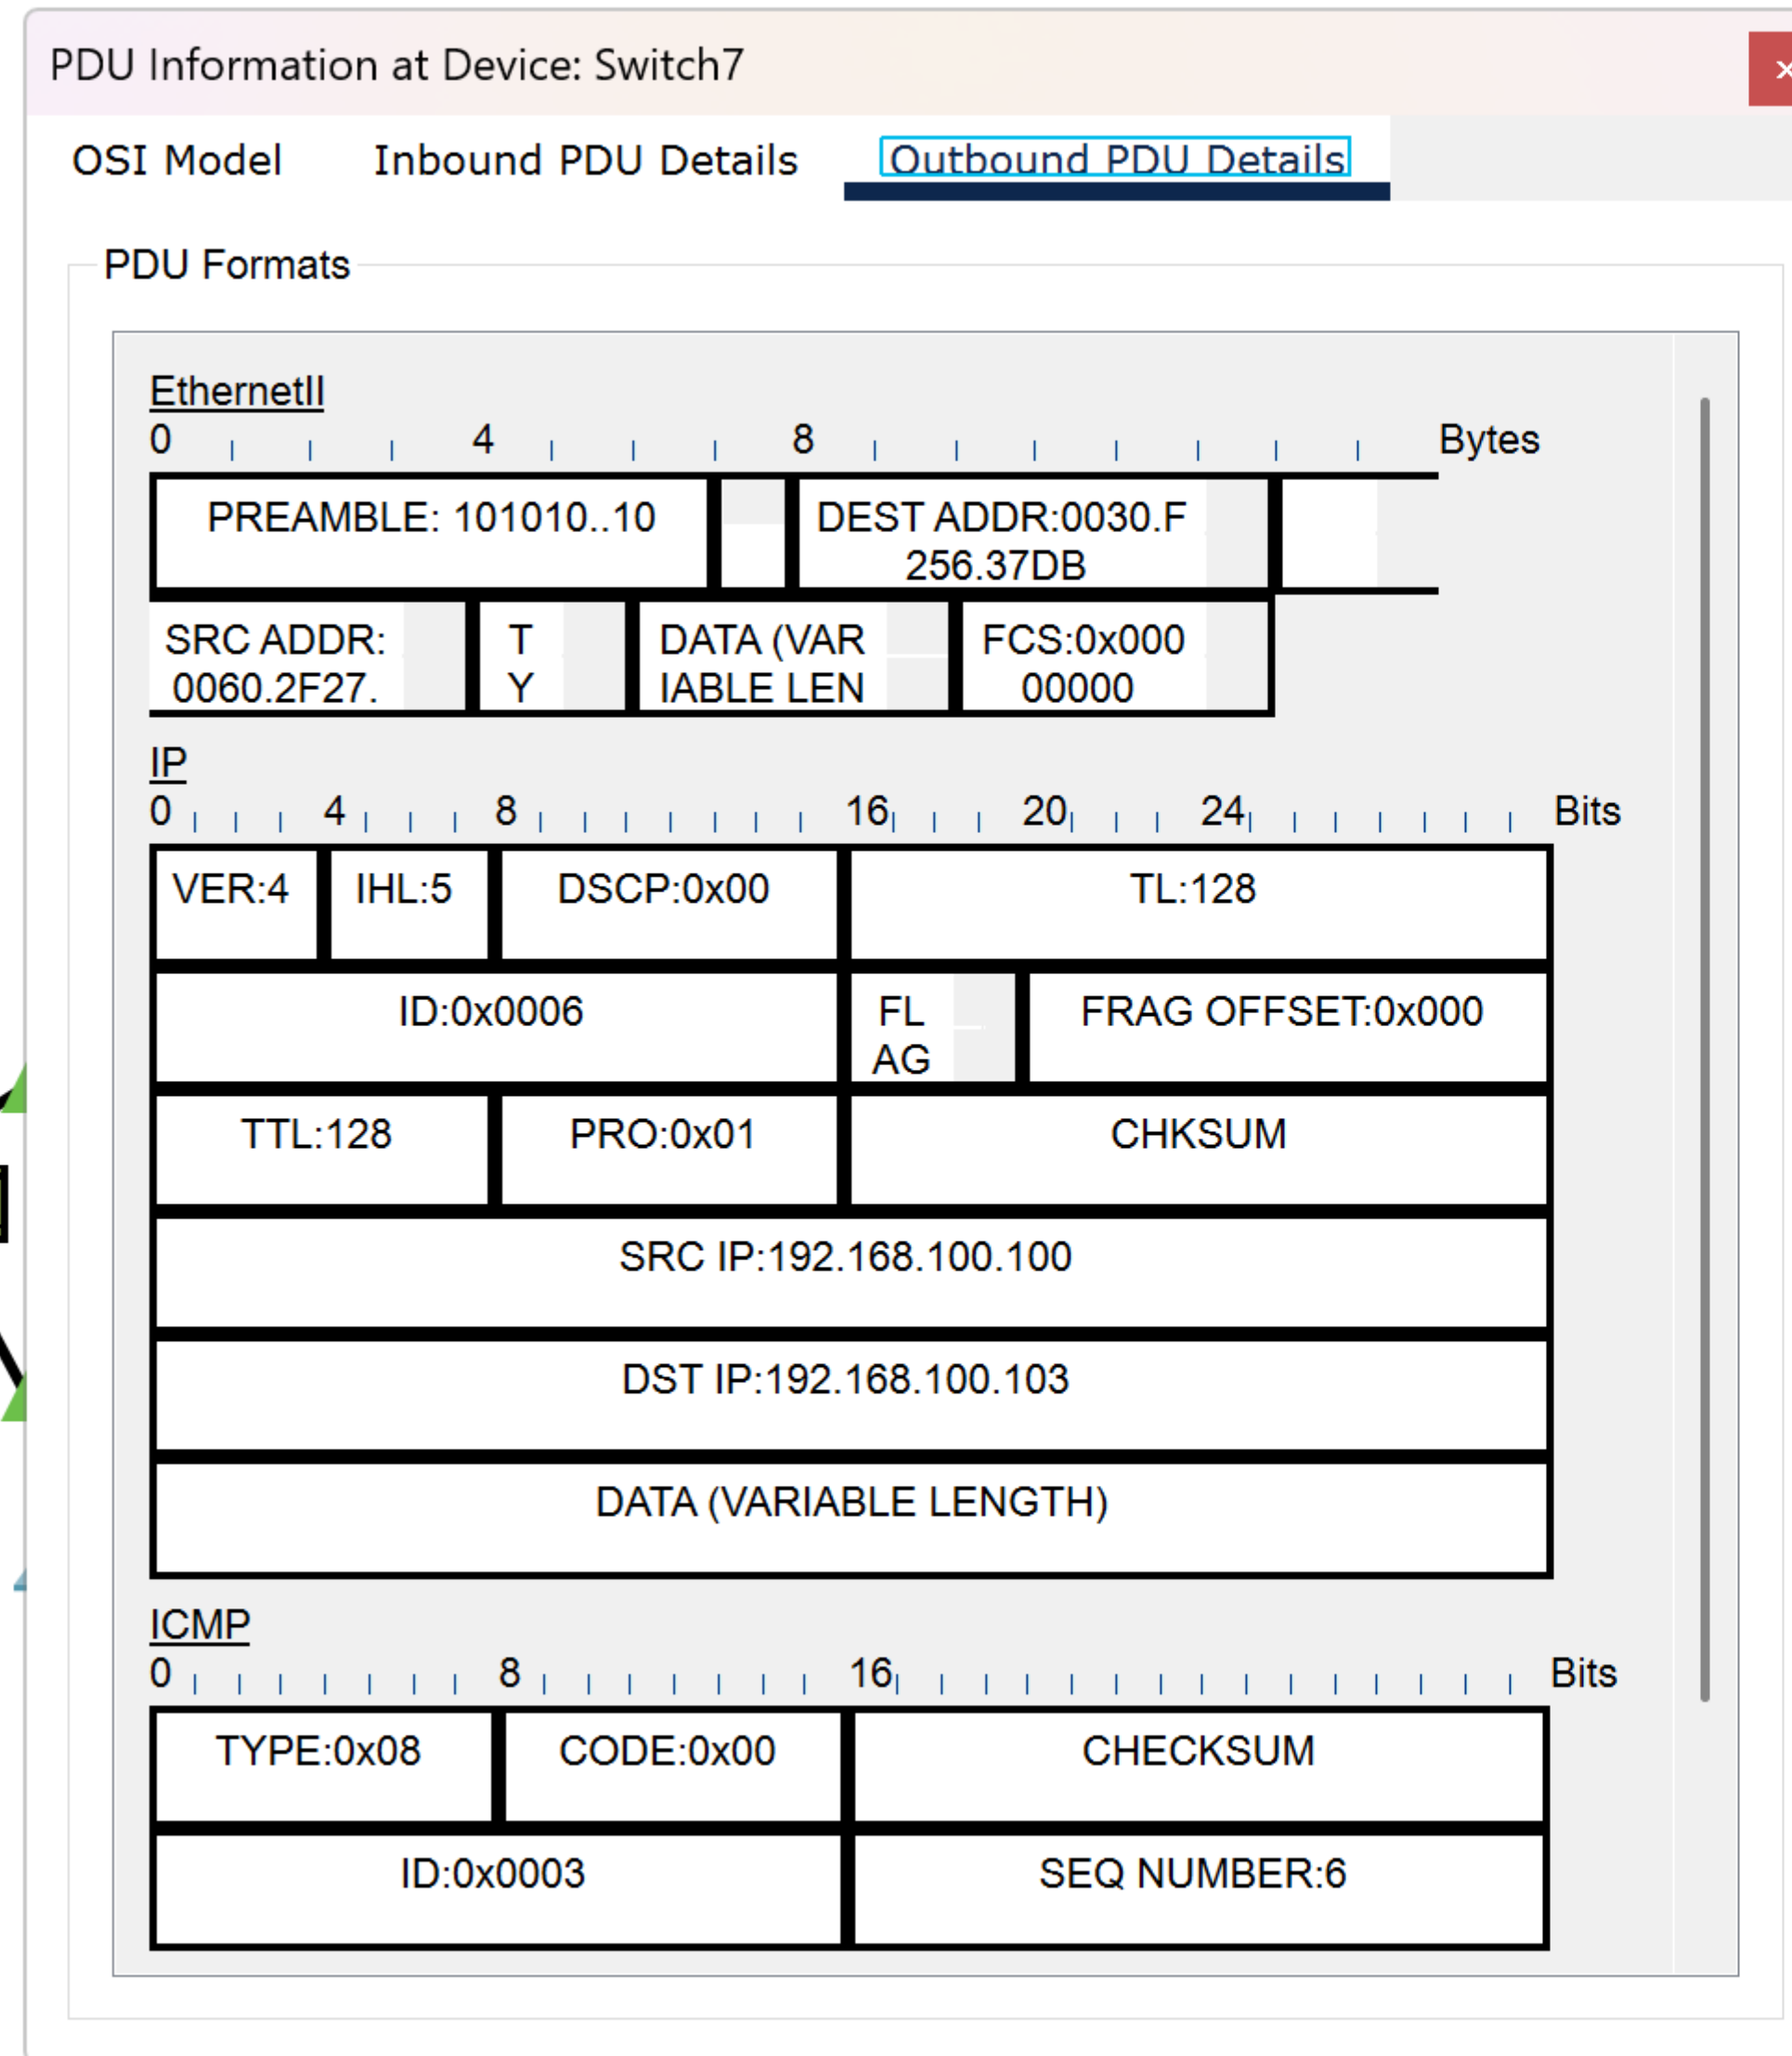 PDU Information at Device: Switch7
OSI Model Inbound PDU Details Outbound PDU Details
PDU Formats
EthernetII
0 4 8 Bytes
PREAMBLE: 101010..10 DEST ADDR:0030.F
256.37DB
SRC ADDR: T DATA (VAR FCS:0x000
0060.2F27. Y IABLE LEN 00000
IP
0 4 8 16 20 24 Bits
VER:4 IHL:5 DSCP:0x00 TL:128
ID:0x0006 FL FRAG OFFSET:0x000
AG
TTL:128 PRO:0x01 CHKSUM
SRC IP:192.168.100.100
DST IP:192.168.100.103
DATA (VARIABLE LENGTH)
ICMP
0 8 16 Bits
TYPE:0x08 CODE:0x00 CHECKSUM
ID:0x0003 SEQ NUMBER:6